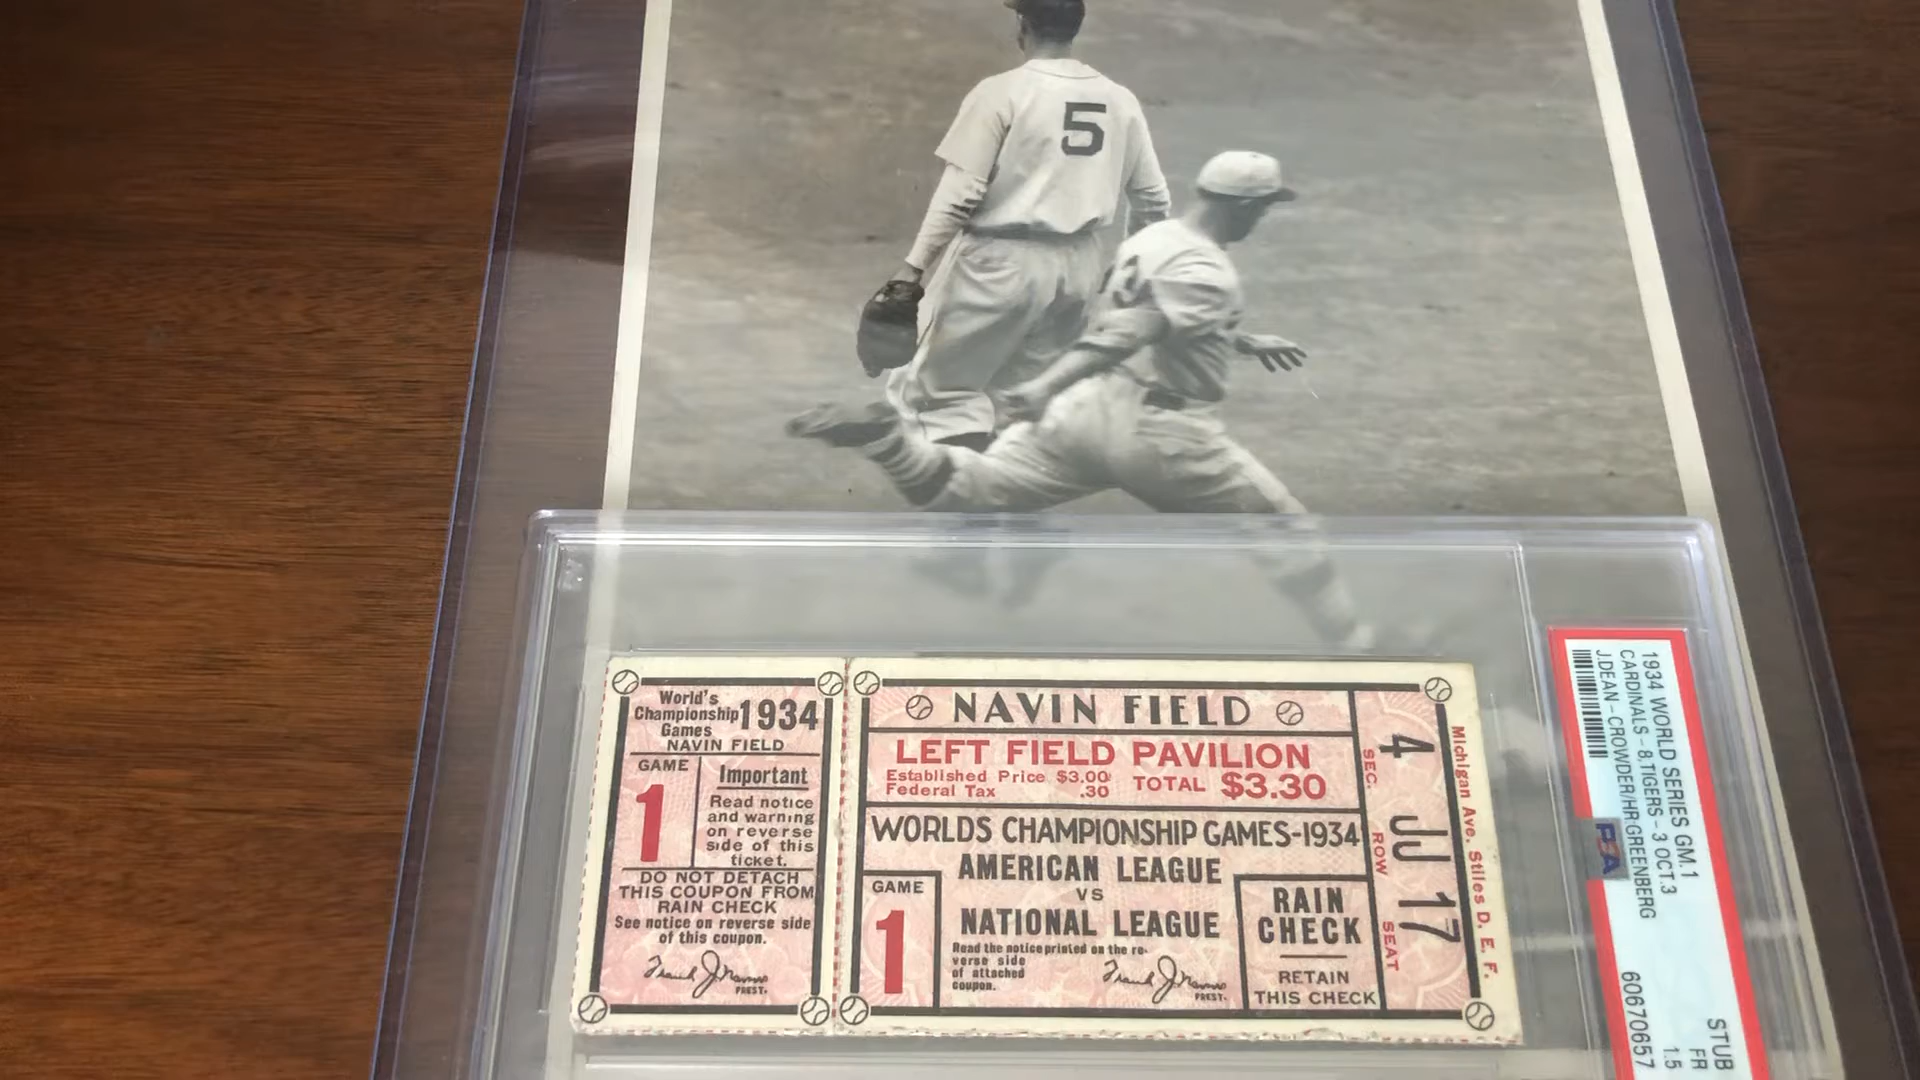 5
3
World's
Championship 1934
Games
NAVIN FIELD
GAME
1
Important
Read notice
and warning
on reverse
side of this
ticket.
DO NOT DETACH
THIS COUPON FROM
RAIN CHECK
See notice on reverse side
of this coupon.
Frank J. Navin
PREST.
NAVIN FIELD
LEFT FIELD PAVILION
Established Price $3.00
Federal Tax .30
TOTAL $3.30
WORLDS CHAMPIONSHIP GAMES-1934
AMERICAN LEAGUE
VS
NATIONAL LEAGUE
GAME
1
Read the notice printed on the re-
verse side
of attached
coupon.
Frank J. Navin
PREST.
RAIN
CHECK
RETAIN
THIS CHECK
SEC. 4
ROW JJ
SEAT 17
Michigan Ave. Stiles D. E. F.
1934 WORLD SERIES GM.1
CARDINALS - 8, TIGERS - 3 OCT.3
J.DEAN - CROWDER/HR:GREENBERG
PSA
STUB
FR
1.5
60670657